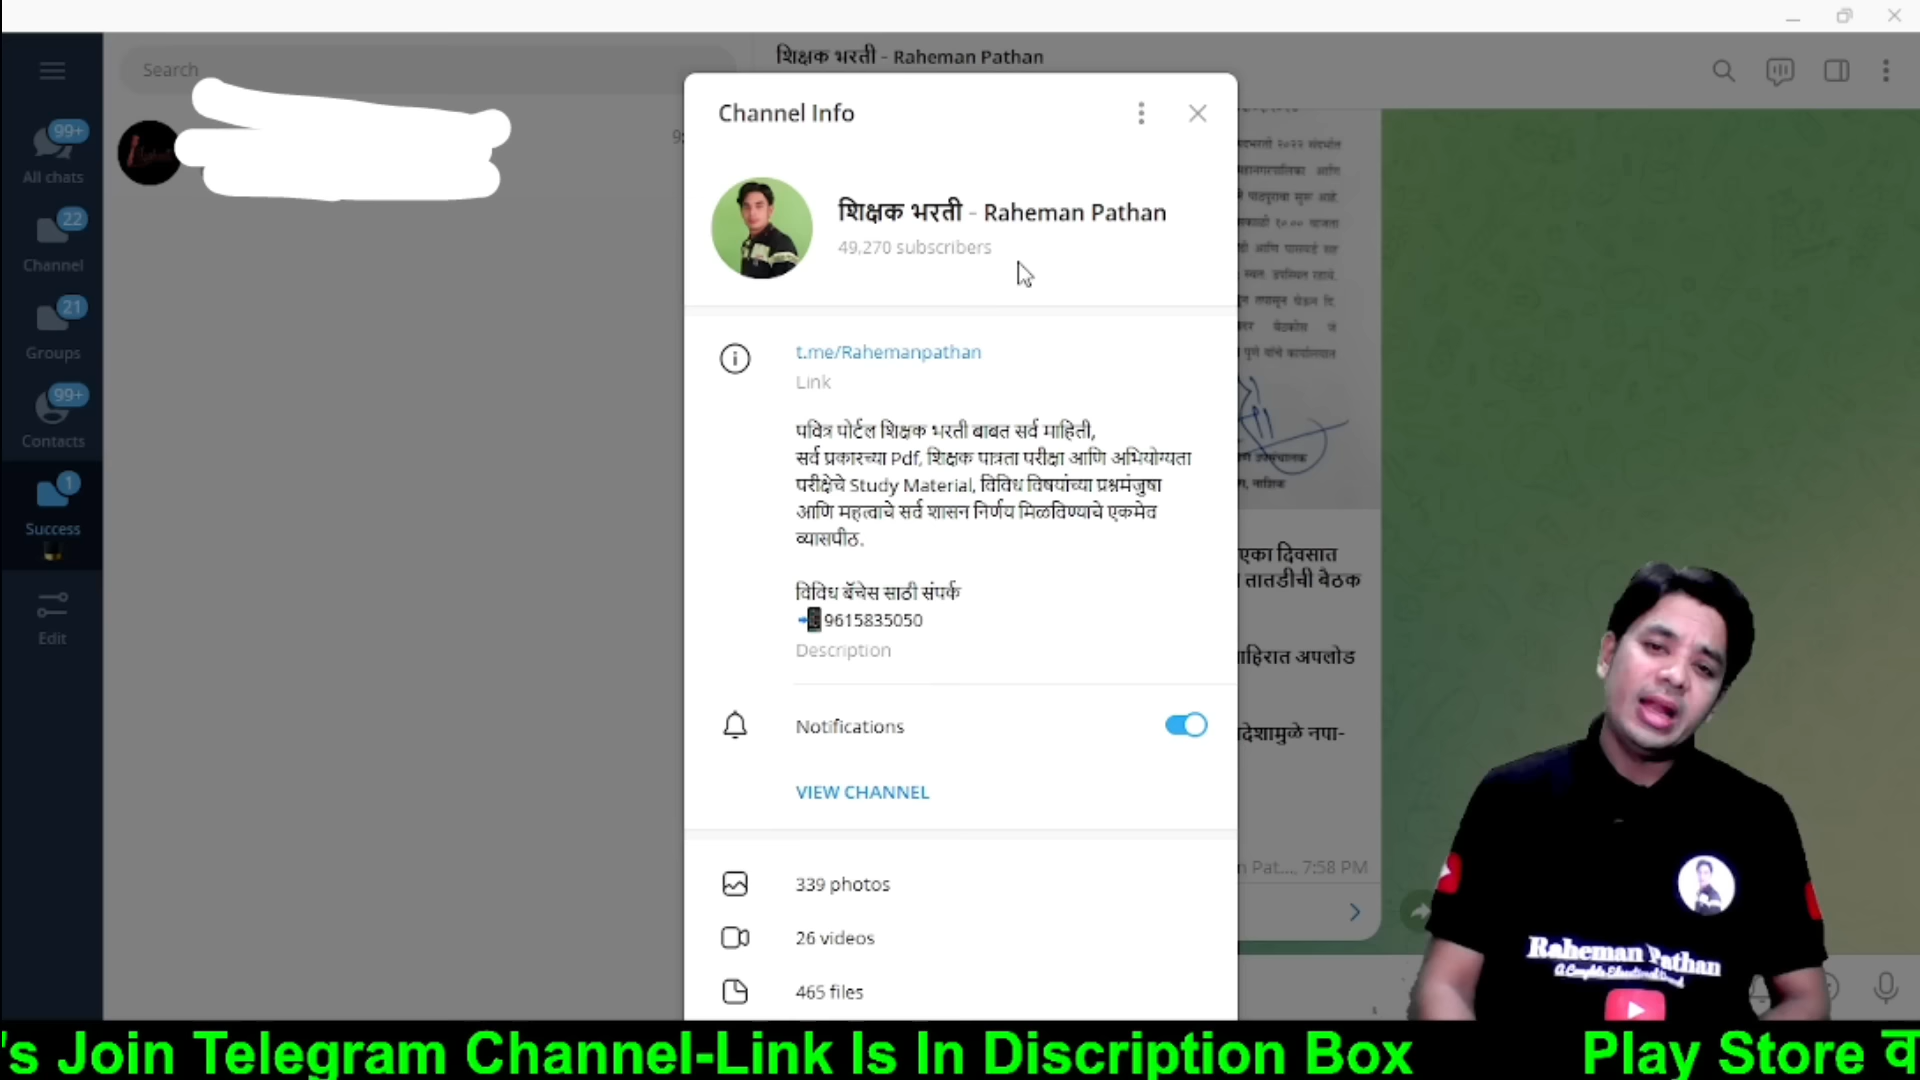 Search
शिक्षक भरती - Raheman Pathan
99+
All chats
22
Channel
21
Groups
99+
Contacts
1
Success
Edit
Channel Info
शिक्षक भरती - Raheman Pathan
49,270 subscribers
t.me/Rahemanpathan
Link
पवित्र पोर्टल शिक्षक भरती बाबत सर्व माहिती,
सर्व प्रकारच्या Pdf, शिक्षक पात्रता परीक्षा आणि अभियोग्यता
परीक्षेचे Study Material, विविध विषयांच्या प्रश्नमंजुषा
आणि महत्वाचे सर्व शासन निर्णय मिळविण्याचे एकमेव
व्यासपीठ.
विविध बॅचेस साठी संपर्क
9615835050
Description
Notifications
VIEW CHANNEL
339 photos
26 videos
465 files
एका दिवसात
तातडीची बैठक
अपलोड
नपा-
7:58 PM
Raheman Pathan
's Join Telegram Channel-Link Is In Discription Box
Play Store व